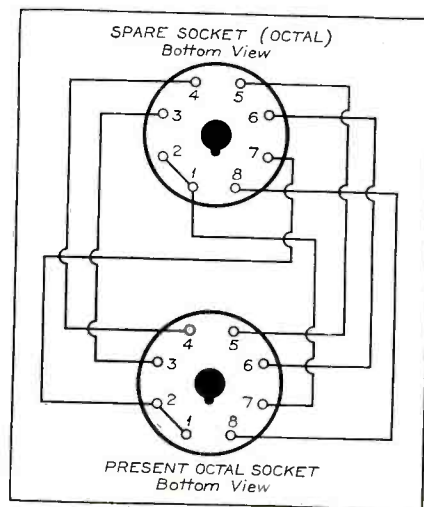 SPARE SOCKET (OCTAL)
Bottom View
4 5
3 6
2 7
1 8
4 5
3 6
2 7
1 8
PRESENT OCTAL SOCKET
Bottom View